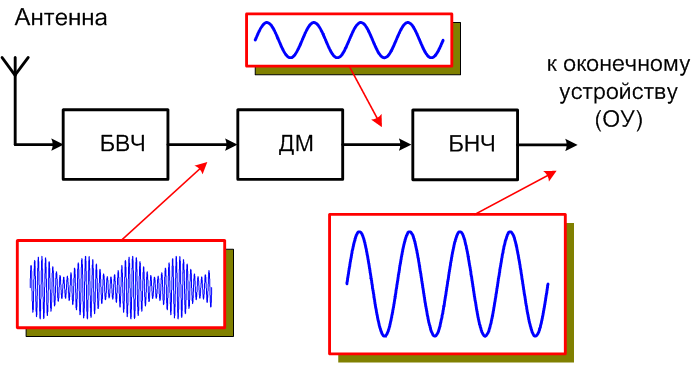 Антенна
к оконечному
устройству
(ОУ)
БВЧ
ДМ
БНЧ